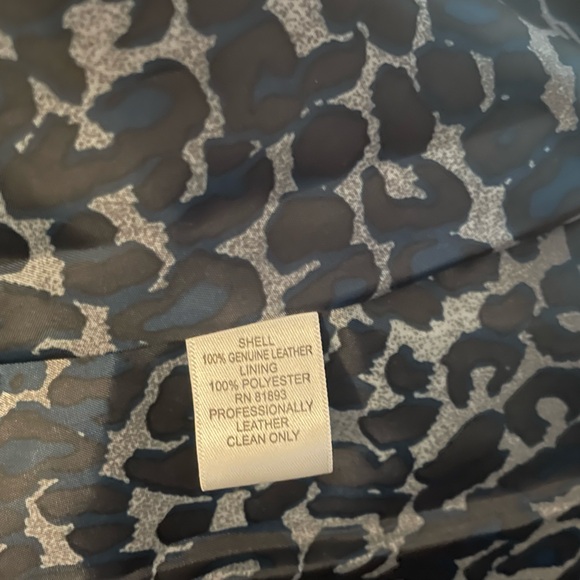 SHELL
100% GENUINE LEATHER
LINING
100% POLYESTER
RN 81893
PROFESSIONALLY
LEATHER
CLEAN ONLY